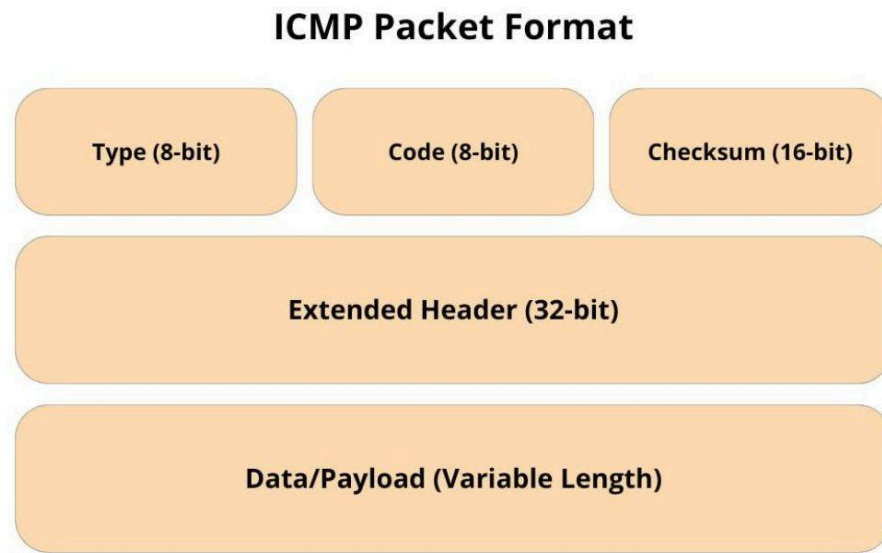 ICMP Packet Format
Type (8-bit)
Code (8-bit)
Checksum (16-bit)
Extended Header (32-bit)
Data/Payload (Variable Length)